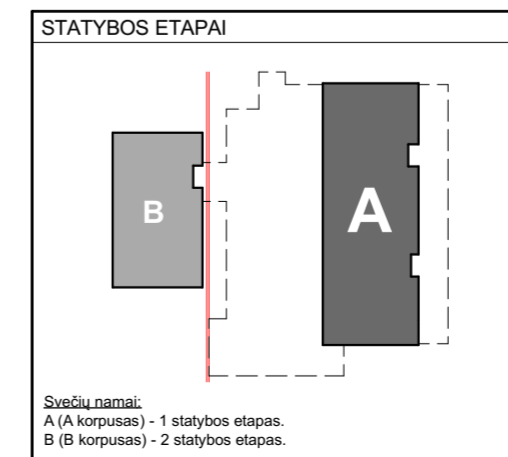 STATYBOS ETAPAI
B
A
Svečių namai:
A (A korpusas) - 1 statybos etapas.
B (B korpusas) - 2 statybos etapas.